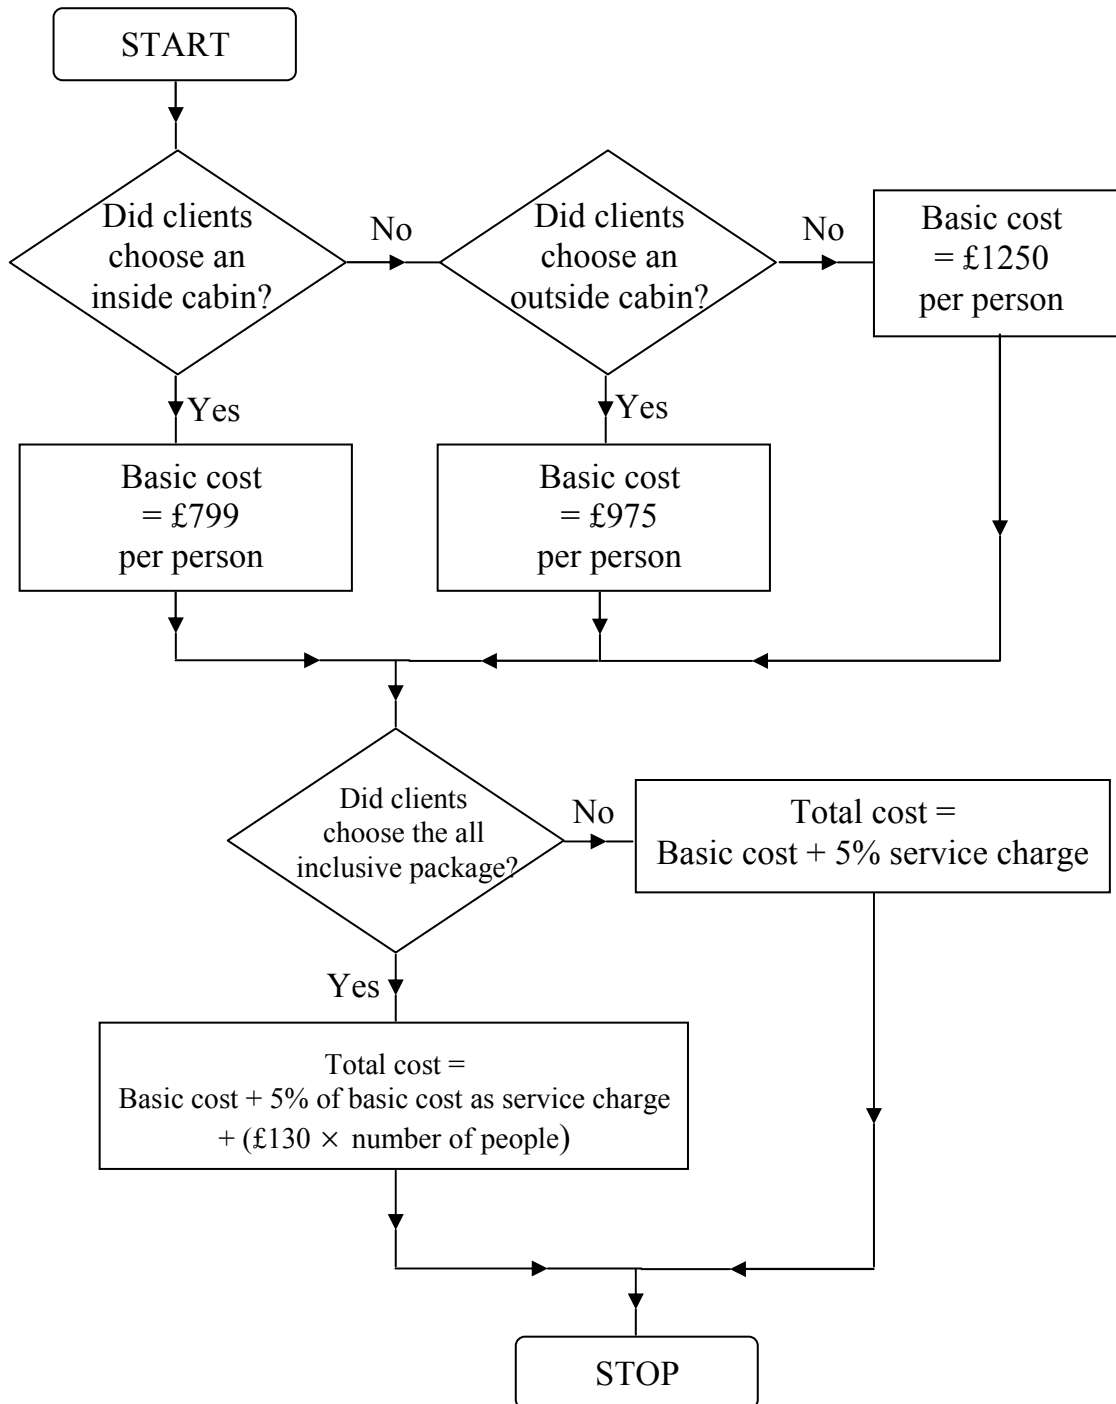 START
Did clients
choose an
inside cabin?
No
Did clients
choose an
outside cabin?
No
Basic cost
= £1250
per person
Yes
Yes
Basic cost
= £799
per person
Basic cost
= £975
per person
Did clients
choose the all
inclusive package?
No
Total cost =
Basic cost + 5% service charge
Yes
Total cost =
Basic cost + 5% of basic cost as service charge
+ (£130 × number of people)
STOP